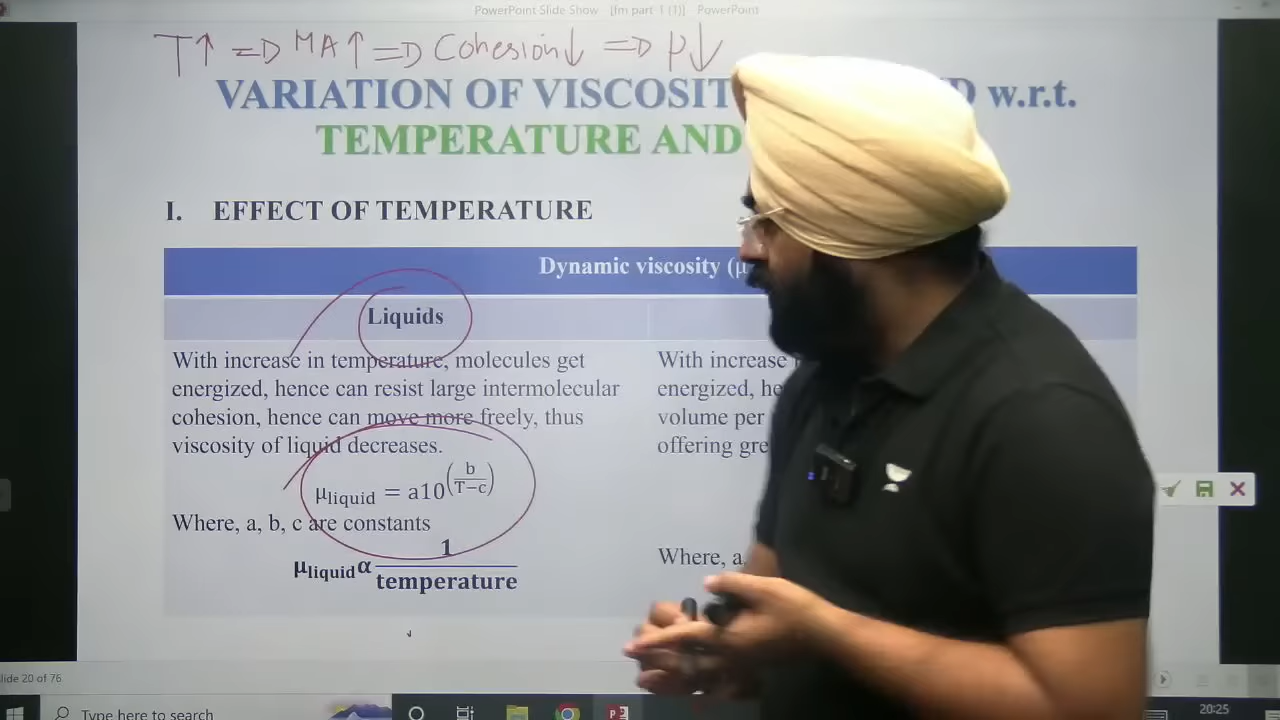 PowerPoint Slide Show - [fm part 1 (1)] - PowerPoint
T↑ ⇒ MA↑ ⇒ Cohesion↓ ⇒ μ↓
VARIATION OF VISCOSIT D w.r.t.
TEMPERATURE AND
I. EFFECT OF TEMPERATURE
Dynamic viscosity (μ
Liquids
With increase in temperature, molecules get
energized, hence can resist large intermolecular
cohesion, hence can move more freely, thus
viscosity of liquid decreases.
μliquid = a10^(b/(T−c))
Where, a, b, c are constants
μliquid α 1/temperature
With increase
energized, he
volume per
offering gre
Where, a,
lide 20 of 76
Type here to search
20:25